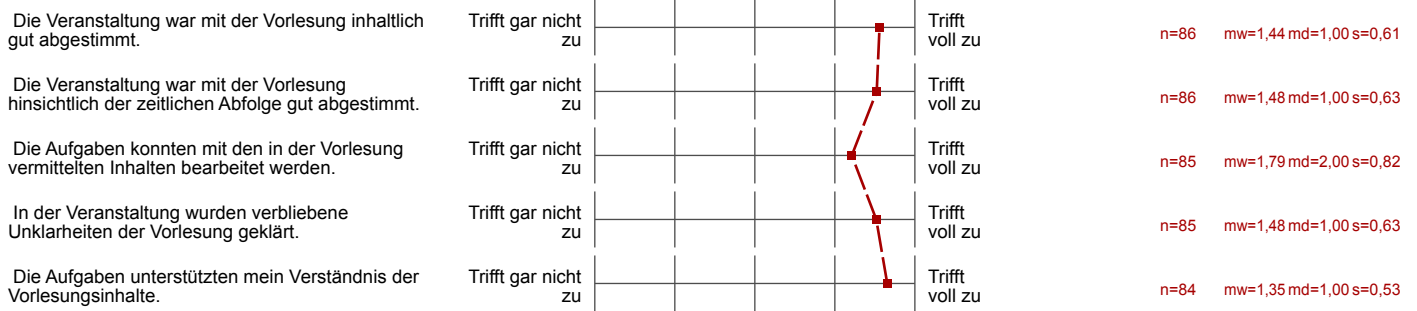 Die Veranstaltung war mit der Vorlesung inhaltlich
gut abgestimmt.
Trifft gar nicht
zu
Trifft
voll zu
n=86 mw=1,44 md=1,00 s=0,61
Die Veranstaltung war mit der Vorlesung
hinsichtlich der zeitlichen Abfolge gut abgestimmt.
Trifft gar nicht
zu
Trifft
voll zu
n=86 mw=1,48 md=1,00 s=0,63
Die Aufgaben konnten mit den in der Vorlesung
vermittelten Inhalten bearbeitet werden.
Trifft gar nicht
zu
Trifft
voll zu
n=85 mw=1,79 md=2,00 s=0,82
In der Veranstaltung wurden verbliebene
Unklarheiten der Vorlesung geklärt.
Trifft gar nicht
zu
Trifft
voll zu
n=85 mw=1,48 md=1,00 s=0,63
Die Aufgaben unterstützten mein Verständnis der
Vorlesungsinhalte.
Trifft gar nicht
zu
Trifft
voll zu
n=84 mw=1,35 md=1,00 s=0,53